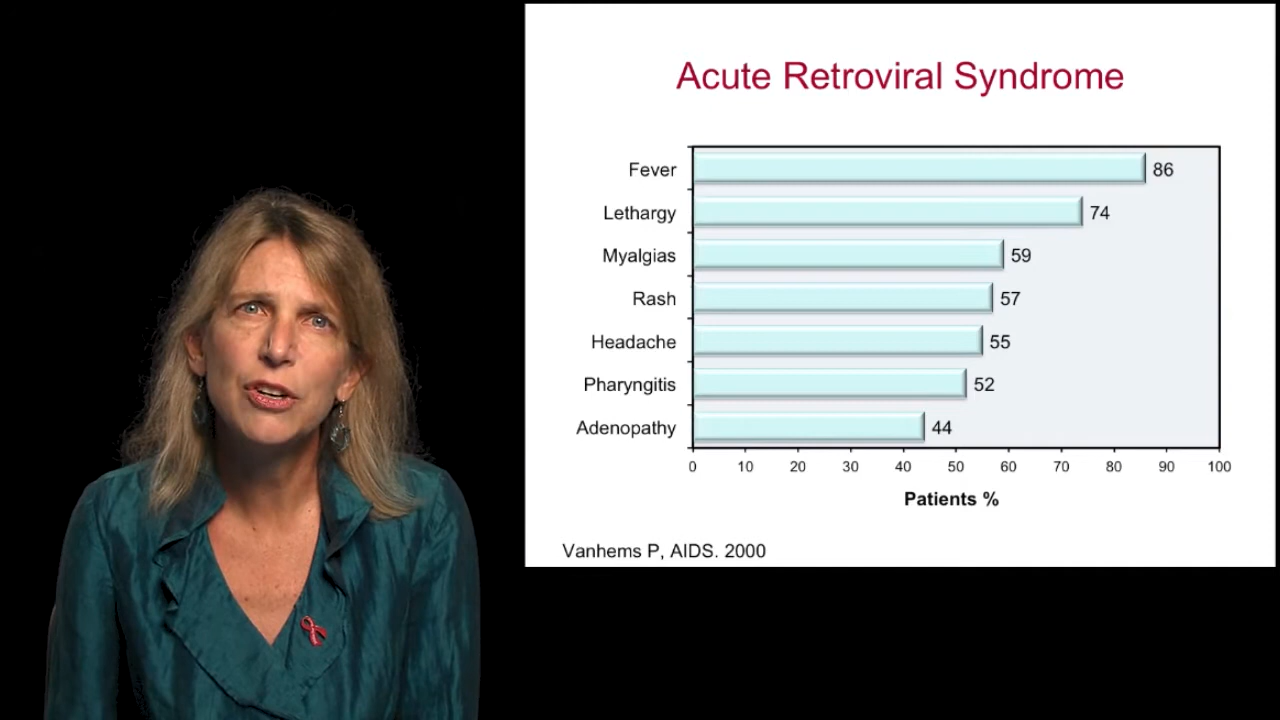 Acute Retroviral Syndrome
Fever 86
Lethargy 74
Myalgias 59
Rash 57
Headache 55
Pharyngitis 52
Adenopathy 44
0 10 20 30 40 50 60 70 80 90 100
Patients %
Vanhems P, AIDS. 2000